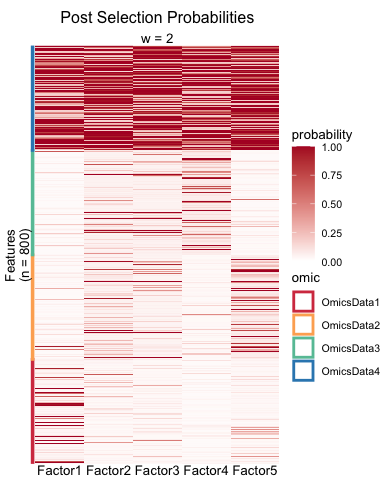 Post Selection Probabilities
w = 2
Features
(n = 800)
probability
1.00
0.75
0.50
0.25
0.00
omic
OmicsData1
OmicsData2
OmicsData3
OmicsData4
Factor1 Factor2 Factor3 Factor4 Factor5